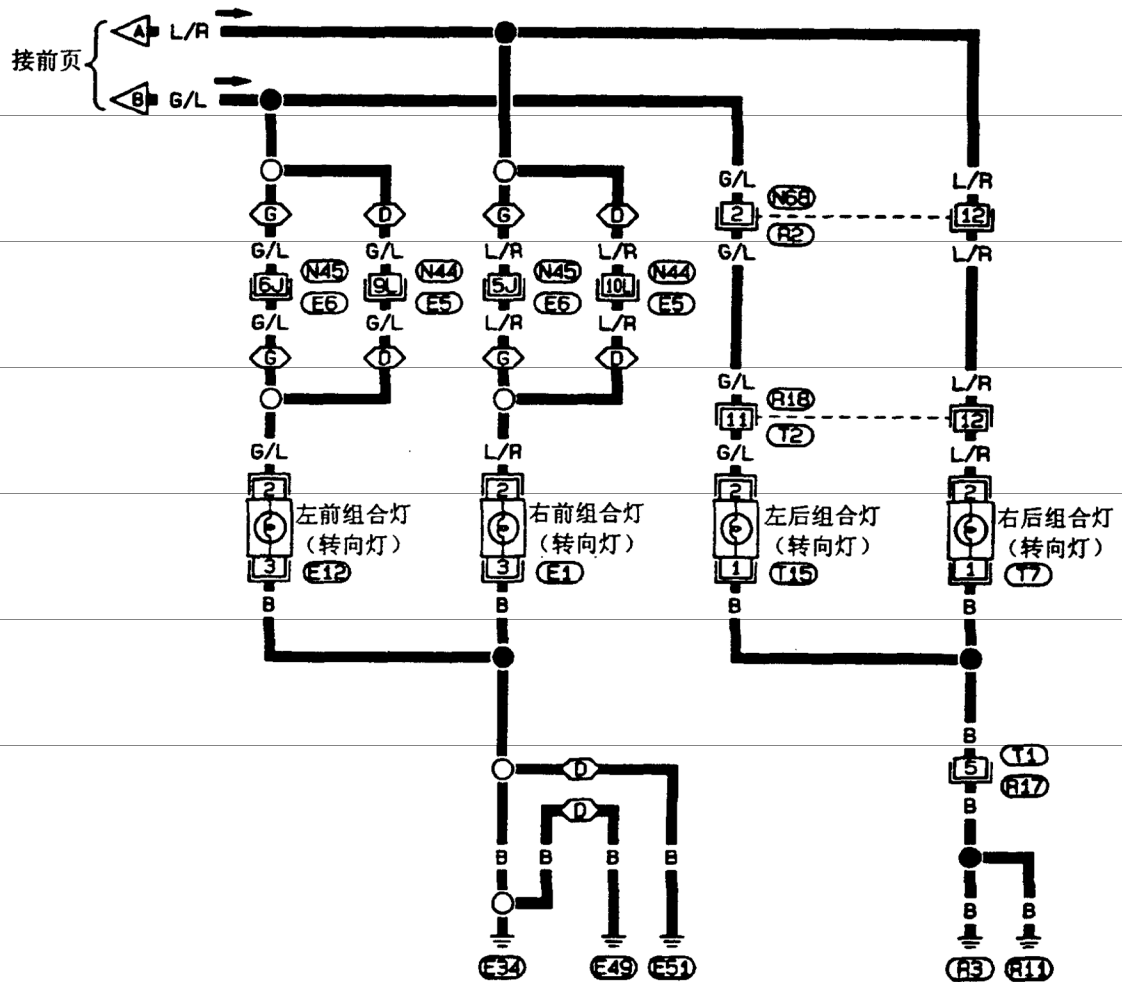 A L/R
接前页
B G/L
G/L L/R
N68
G D G D 2 12
R2
G/L G/L L/R L/R G/L L/R
N45 N44 N45 N44
6J 9L 5J 10L
E6 E5 E6 E5
G/L G/L L/R L/R
G D G D
G/L L/R
R18
11 12
T2
G/L L/R G/L L/R
2 2 2 2
左前组合灯 右前组合灯 左后组合灯 右后组合灯
(转向灯) (转向灯) (转向灯) (转向灯)
3 E12 3 E1 1 T15 1 T7
B B B B
B
T1
D 5
R17
D B
B B B B
B B
E34 E49 E51 R3 R11